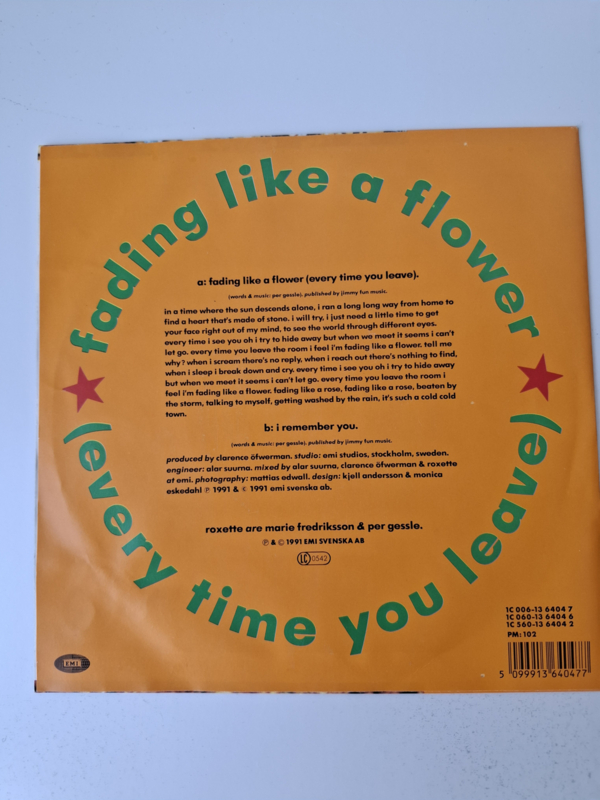 fading like a flower
(every time you leave)
a: fading like a flower (every time you leave).
(words & music: per gessle). published by jimmy fun music.
in a time where the sun descends alone, i ran a long long way from home to
find a heart that's made of stone. i will try, i just need a little time to get
your face right out of my mind, to see the world through different eyes.
every time i see you oh i try to hide away but when we meet it seems i can't
let go. every time you leave the room i feel i'm fading like a flower. tell me
why? when i scream there's no reply, when i reach out there's nothing to find,
when i sleep i break down and cry. every time i see you oh i try to hide away
but when we meet it seems i can't let go. every time you leave the room i
feel i'm fading like a flower. fading like a rose, fading like a rose, beaten by
the storm, talking to myself, getting washed by the rain, it's such a cold cold
town.
b: i remember you.
(words & music: per gessle). published by jimmy fun music.
produced by clarence öfwerman. studio: emi studios, stockholm, sweden.
engineer: alar suurna. mixed by alar suurna, clarence öfwerman & roxette
at emi. photography: mattias edwall. design: kjell andersson & monica
eskedahl ℗ 1991 & © 1991 emi svenska ab.
roxette are marie fredriksson & per gessle.
℗ & © 1991 EMI SVENSKA AB
LC 0542
EMI
1C 006-13 6404 7
1C 060-13 6404 6
1C 560-13 6404 2
PM: 102
5 099913 640477